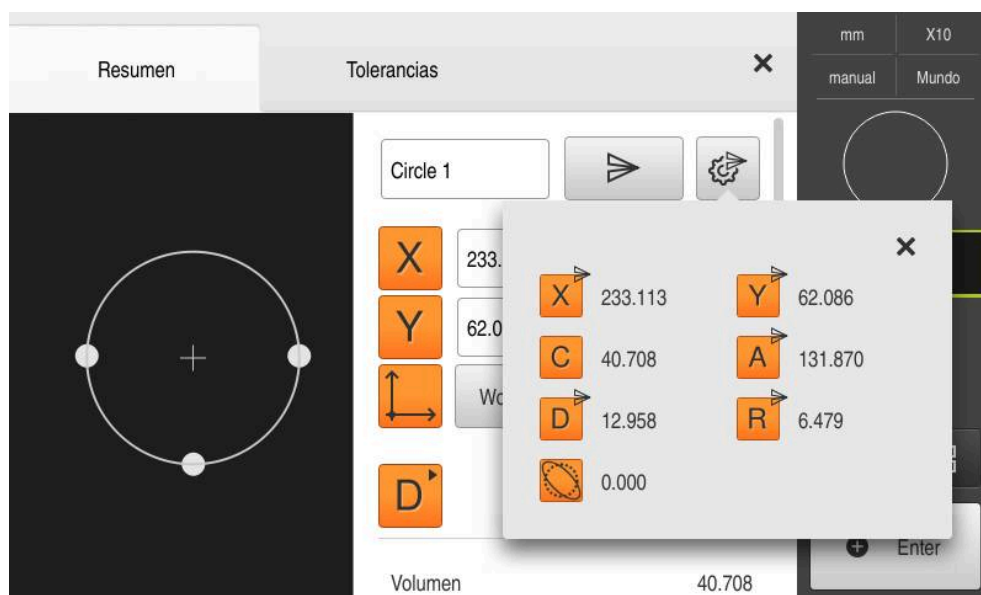 Resumen
Tolerancias
mm
X10
manual
Mundo
Circle 1
X
233.
Y
62.0
Wo
D
X
233.113
Y
62.086
C
40.708
A
131.870
D
12.958
R
6.479
0.000
Enter
Volumen
40.708